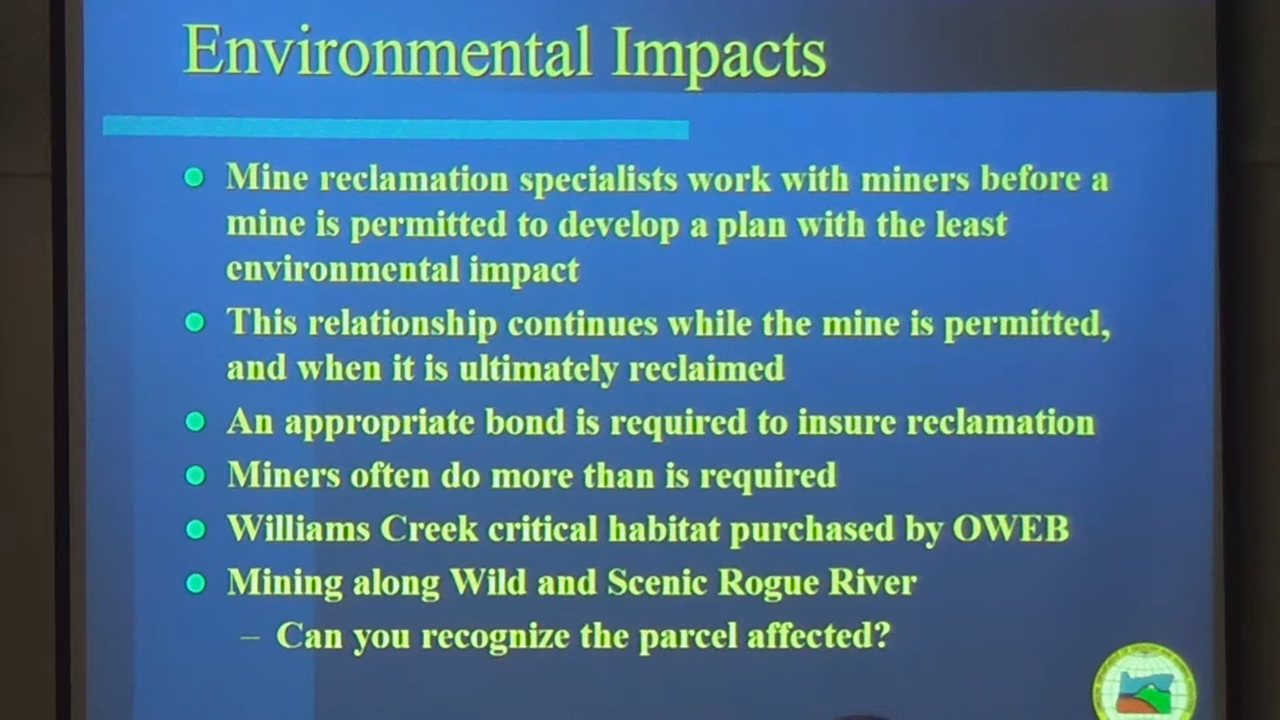 Environmental Impacts
Mine reclamation specialists work with miners before a
mine is permitted to develop a plan with the least
environmental impact
This relationship continues while the mine is permitted,
and when it is ultimately reclaimed
An appropriate bond is required to insure reclamation
Miners often do more than is required
Williams Creek critical habitat purchased by OWEB
Mining along Wild and Scenic Rogue River
– Can you recognize the parcel affected?